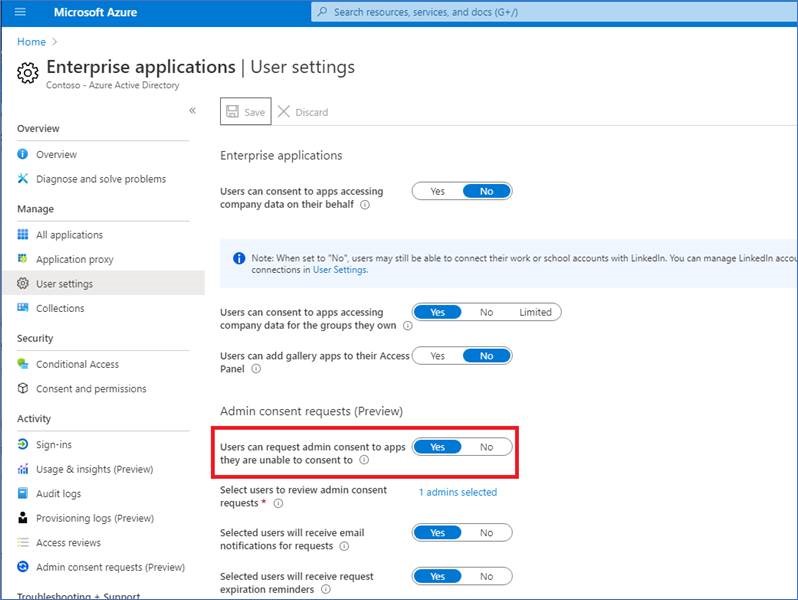 Microsoft Azure
Search resources, services, and docs (G+/)
Home
Enterprise applications | User settings
Contoso - Azure Active Directory
Overview
Overview
Diagnose and solve problems
Manage
All applications
Application proxy
User settings
Collections
Security
Conditional Access
Consent and permissions
Activity
Sign-ins
Usage & insights (Preview)
Audit logs
Provisioning logs (Preview)
Access reviews
Admin consent requests (Preview)
Troubleshooting + Support
Save Discard
Enterprise applications
Users can consent to apps accessing
company data on their behalf
Yes No
Note: When set to "No", users may still be able to connect their work or school accounts with LinkedIn. You can manage LinkedIn accou
connections in User Settings.
Users can consent to apps accessing
company data for the groups they own
Yes No Limited
Users can add gallery apps to their Access
Panel
Yes No
Admin consent requests (Preview)
Users can request admin consent to apps
they are unable to consent to
Yes No
Select users to review admin consent
requests *
1 admins selected
Selected users will receive email
notifications for requests
Yes No
Selected users will receive request
expiration reminders
Yes No